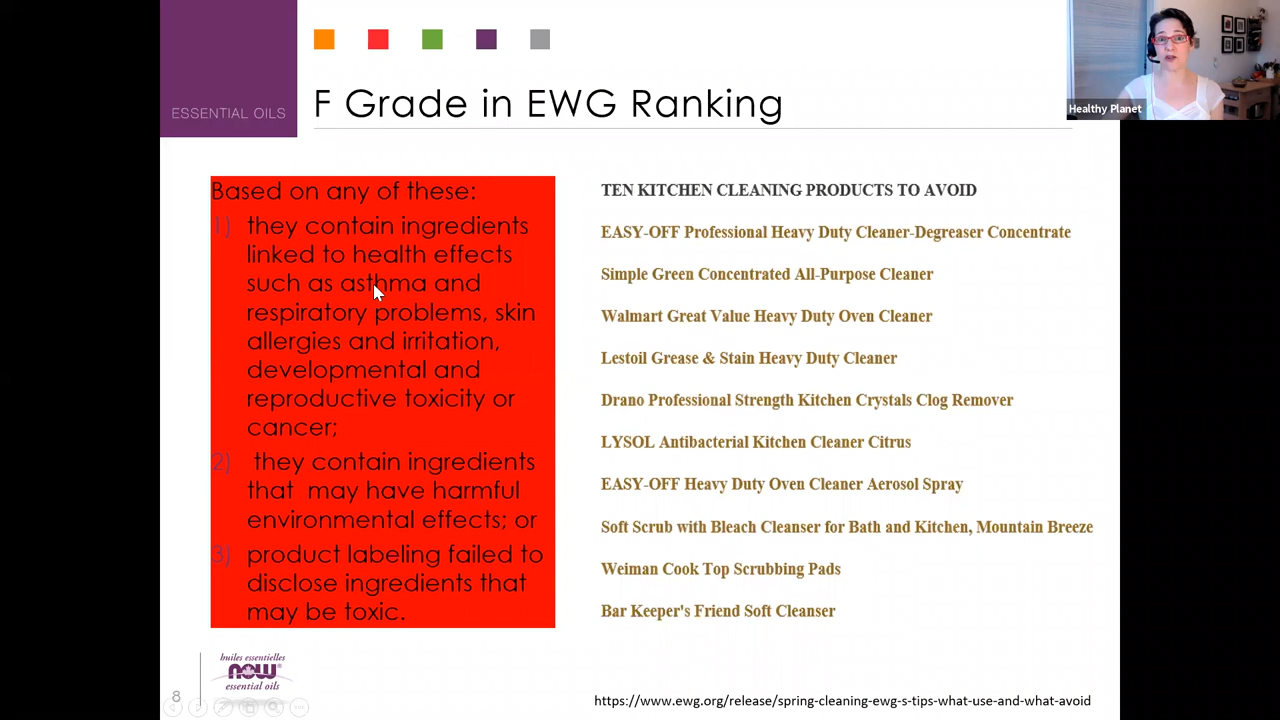 ESSENTIAL OILS
F Grade in EWG Ranking
Healthy Planet
Based on any of these:
1) they contain ingredients
linked to health effects
such as asthma and
respiratory problems, skin
allergies and irritation,
developmental and
reproductive toxicity or
cancer;
2) they contain ingredients
that may have harmful
environmental effects; or
3) product labeling failed to
disclose ingredients that
may be toxic.
TEN KITCHEN CLEANING PRODUCTS TO AVOID
EASY-OFF Professional Heavy Duty Cleaner-Degreaser Concentrate
Simple Green Concentrated All-Purpose Cleaner
Walmart Great Value Heavy Duty Oven Cleaner
Lestoil Grease & Stain Heavy Duty Cleaner
Drano Professional Strength Kitchen Crystals Clog Remover
LYSOL Antibacterial Kitchen Cleaner Citrus
EASY-OFF Heavy Duty Oven Cleaner Aerosol Spray
Soft Scrub with Bleach Cleanser for Bath and Kitchen, Mountain Breeze
Weiman Cook Top Scrubbing Pads
Bar Keeper's Friend Soft Cleanser
8
huiles essentielles
now®
essential oils
https://www.ewg.org/release/spring-cleaning-ewg-s-tips-what-use-and-what-avoid